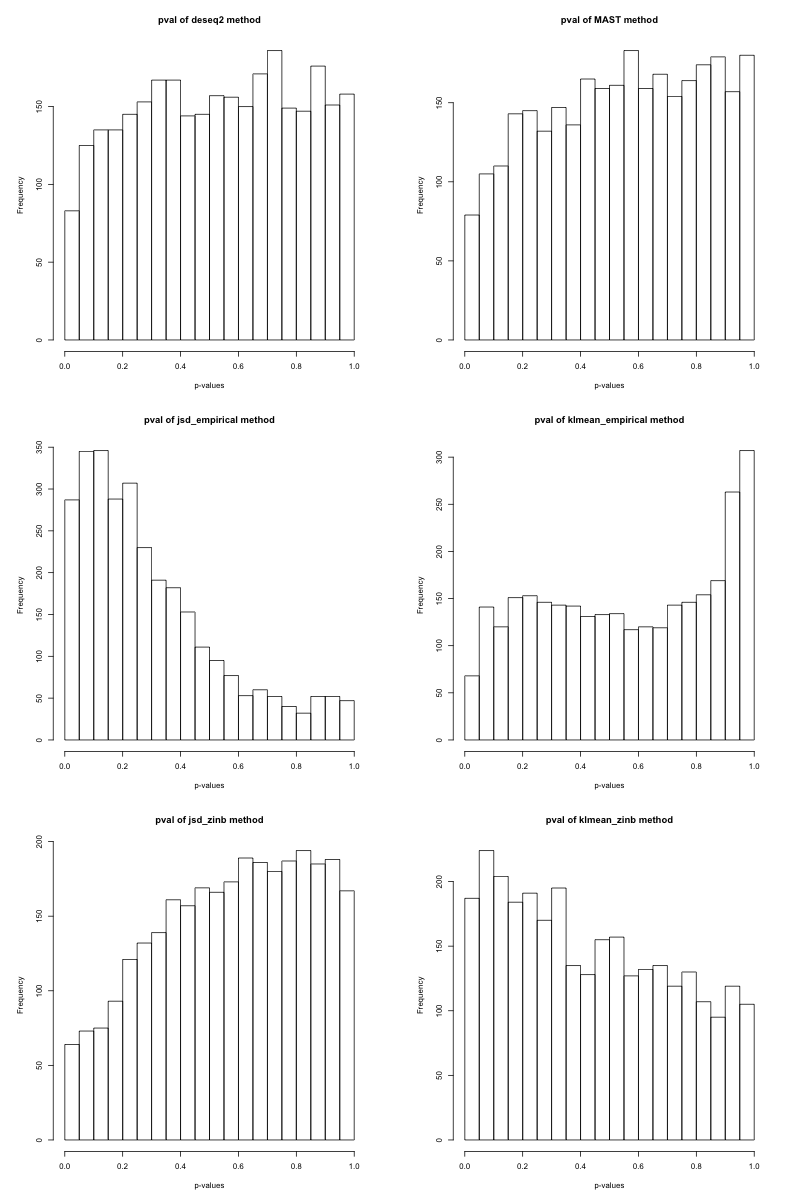 pval of deseq2 method
Frequency
0 50 100 150
0.0 0.2 0.4 0.6 0.8 1.0
p-values
pval of MAST method
Frequency
0 50 100 150
0.0 0.2 0.4 0.6 0.8 1.0
p-values
pval of jsd_empirical method
Frequency
0 50 100 150 200 250 300 350
0.0 0.2 0.4 0.6 0.8 1.0
p-values
pval of klmean_empirical method
Frequency
0 50 100 150 200 250 300
0.0 0.2 0.4 0.6 0.8 1.0
p-values
pval of jsd_zinb method
Frequency
0 50 100 150 200
0.0 0.2 0.4 0.6 0.8 1.0
p-values
pval of klmean_zinb method
Frequency
0 50 100 150 200
0.0 0.2 0.4 0.6 0.8 1.0
p-values